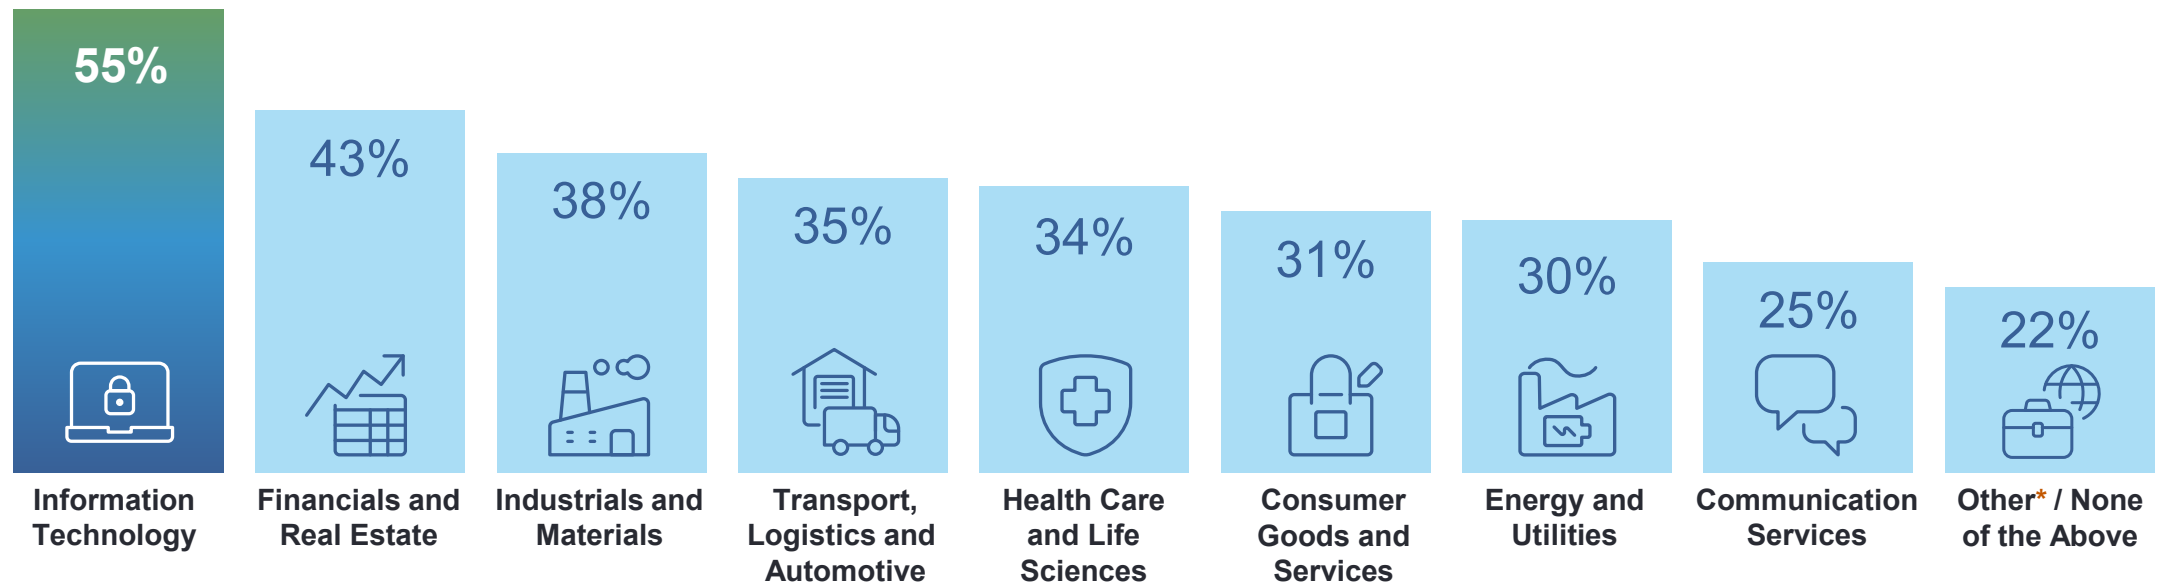 55%
43%
38%
35%
34%
31%
30%
25%
22%
Information
Technology
Financials and
Real Estate
Industrials and
Materials
Transport,
Logistics and
Automotive
Health Care
and Life
Sciences
Consumer
Goods and
Services
Energy and
Utilities
Communication
Services
Other* / None
of the Above